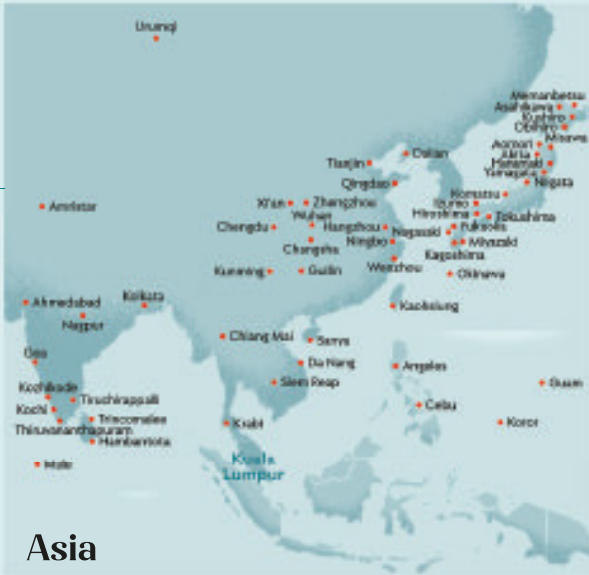 Urumqi
Memanbetsu
Asahikawa
Kushiro
Obihiro
Misawa
Aomori
Akita
Hanamaki
Yamagata
Niigata
Dalian
Tianjin
Qingdao
Komatsu
Izumo
Hiroshima
Tokushima
Amritsar
Xi'an
Zhengzhou
Wuhan
Chengdu
Hangzhou
Nagasaki
Fukuoka
Ningbo
Miyazaki
Changsha
Kagoshima
Wenzhou
Kunming
Guilin
Okinawa
Ahmedabad
Kolkata
Kaohsiung
Nagpur
Chiang Mai
Sanya
Goa
Da Nang
Angeles
Siem Reap
Guam
Kozhikode
Tiruchirappalli
Kochi
Cebu
Trincomalee
Krabi
Koror
Thiruvananthapuram
Hambantota
Kuala
Lumpur
Male
Asia